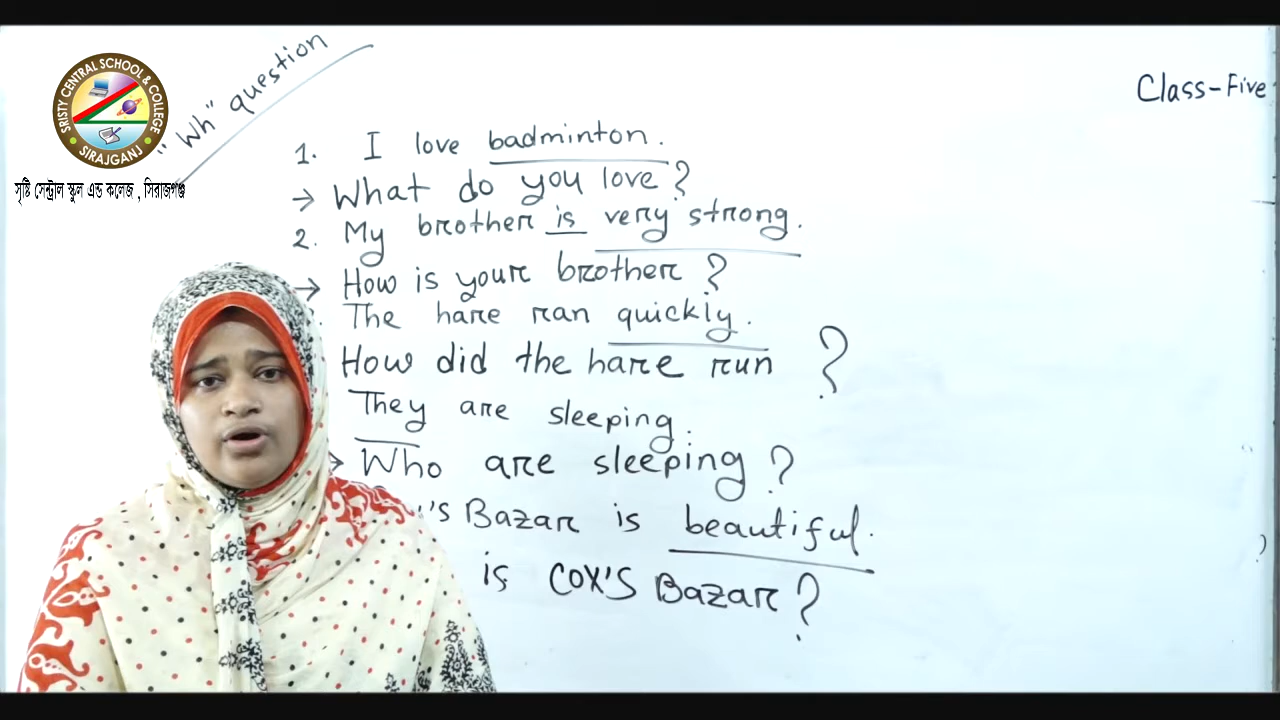 SRISTY CENTRAL SCHOOL & COLLEGE
SIRAJGANJ
সৃষ্টি সেন্ট্রাল স্কুল এন্ড কলেজ , সিরাজগঞ্জ
"Wh" question
Class-Five
1. I love badminton.
→ What do you love?
2. My brother is very strong.
→ How is your brother?
The hare ran quickly.
How did the hare run ?
They are sleeping.
Who are sleeping?
's Bazar is beautiful.
is COX'S Bazar?